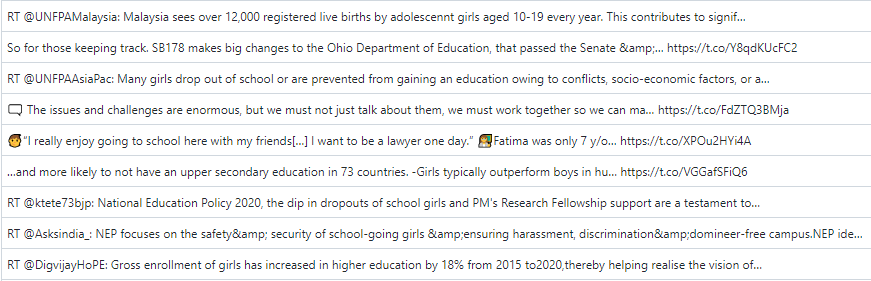 RT @UNFPAMalaysia: Malaysia sees over 12,000 registered live births by adolescennt girls aged 10-19 every year. This contributes to signif...
So for those keeping track. SB178 makes big changes to the Ohio Department of Education, that passed the Senate &amp;... https://t.co/Y8qdKUcFC2
RT @UNFPAAsiaPac: Many girls drop out of school or are prevented from gaining an education owing to conflicts, socio-economic factors, or a...
🗨 The issues and challenges are enormous, but we must not just talk about them, we must work together so we can ma... https://t.co/FdZTQ3BMja
🧒"I really enjoy going to school here with my friends[...] I want to be a lawyer one day." 👩‍🏫Fatima was only 7 y/o... https://t.co/XPOu2HYi4A
...and more likely to not have an upper secondary education in 73 countries. -Girls typically outperform boys in hu... https://t.co/VGGafSFiQ6
RT @ktete73bjp: National Education Policy 2020, the dip in dropouts of school girls and PM's Research Fellowship support are a testament to...
RT @Asksindia_: NEP focuses on the safety&amp; security of school-going girls &amp;ensuring harassment, discrimination&amp;domineer-free campus.NEP ide...
RT @DigvijayHoPE: Gross enrollment of girls has increased in higher education by 18% from 2015 to2020,thereby helping realise the vision of...